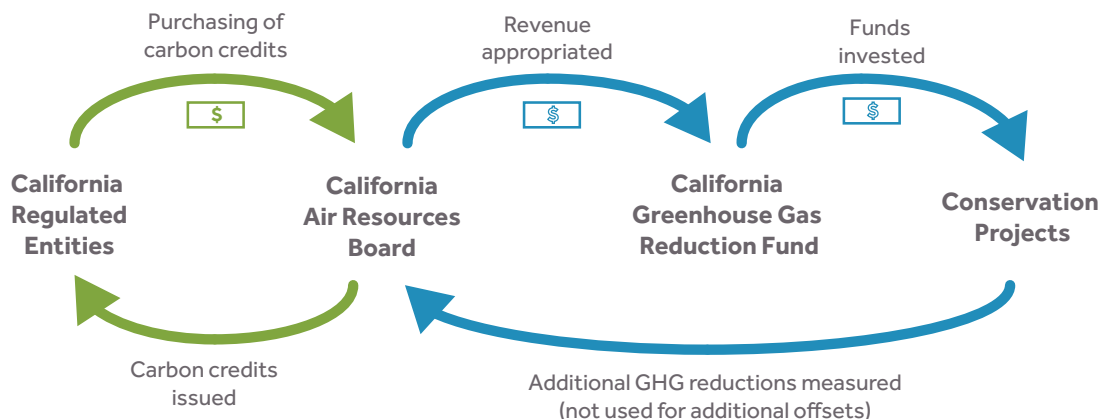 Purchasing of
carbon credits
Revenue
appropriated
Funds
invested
$
$
$
California
Regulated
Entities
California
Air Resources
Board
California
Greenhouse Gas
Reduction Fund
Conservation
Projects
Carbon credits
issued
Additional GHG reductions measured
(not used for additional offsets)